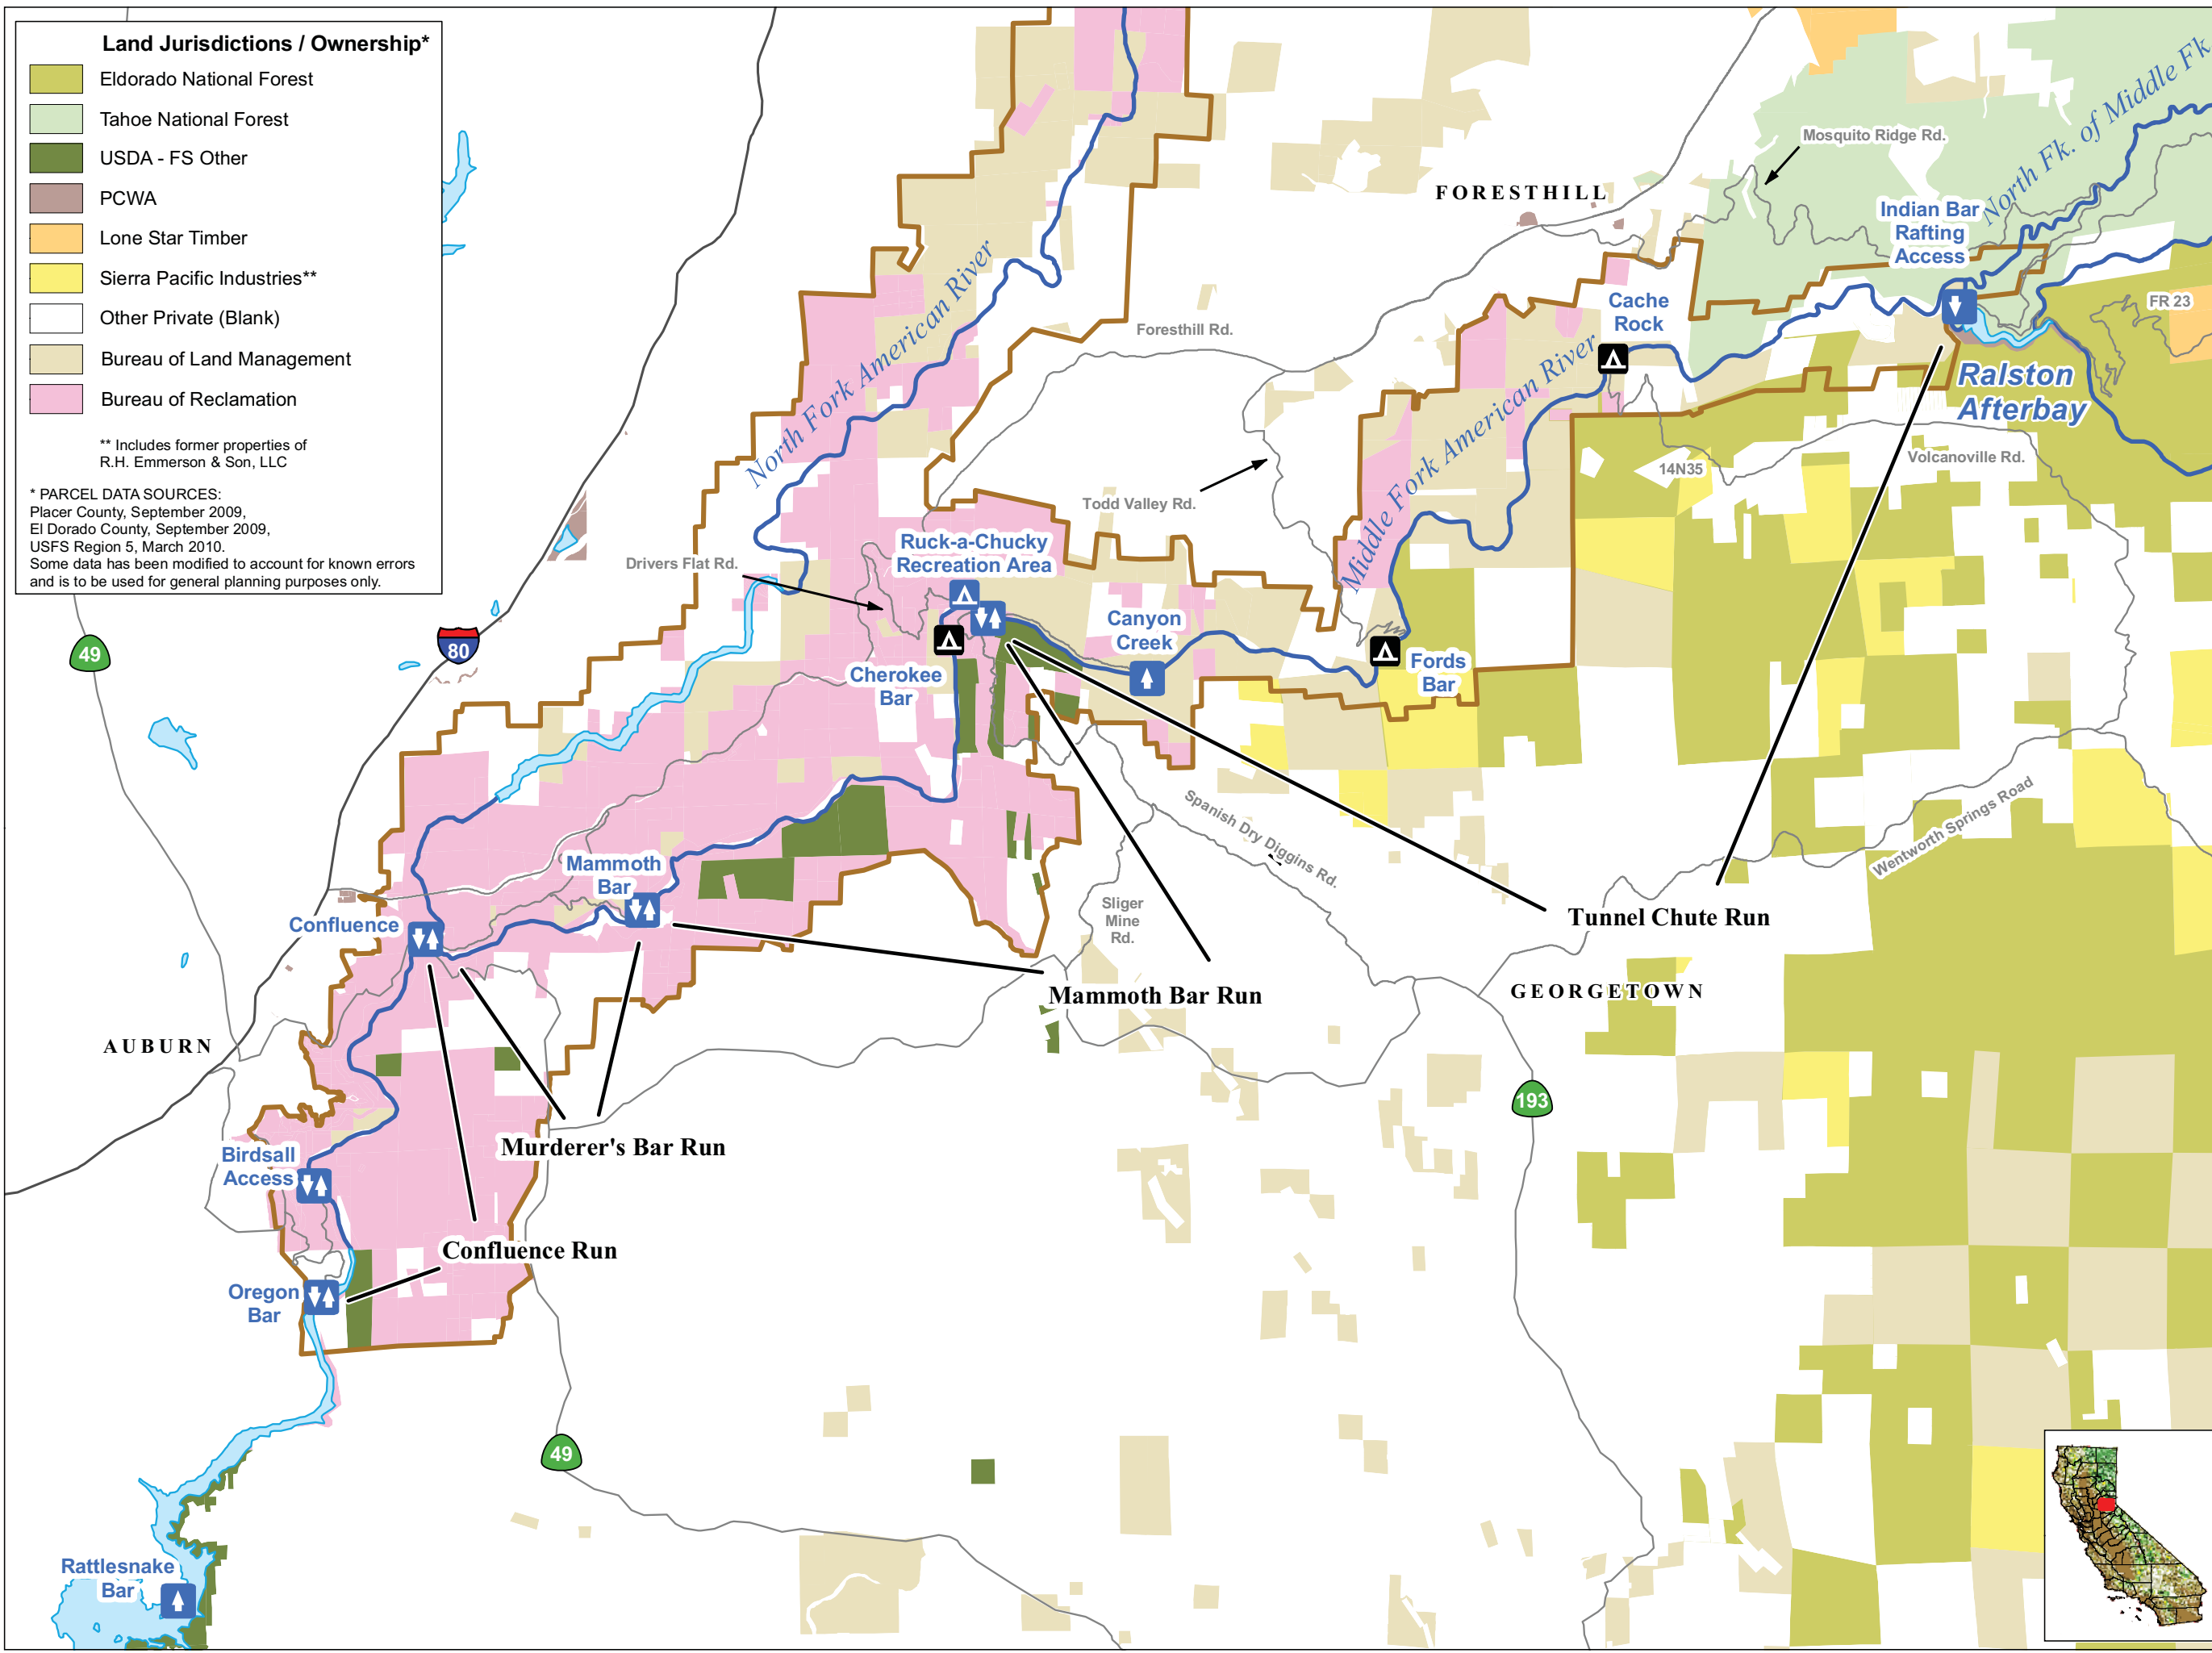 Land Jurisdictions / Ownership*
Eldorado National Forest
Tahoe National Forest
USDA - FS Other
PCWA
Lone Star Timber
Sierra Pacific Industries**
Other Private (Blank)
Bureau of Land Management
Bureau of Reclamation
** Includes former properties of
R.H. Emmerson & Son, LLC
* PARCEL DATA SOURCES:
Placer County, September 2009,
El Dorado County, September 2009,
USFS Region 5, March 2010.
Some data has been modified to account for known errors
and is to be used for general planning purposes only.
North Fk. of Middle Fk
Mosquito Ridge Rd.
FORESTHILL
Indian Bar
Rafting
Access
Cache
Rock
FR 23
Foresthill Rd.
North Fork American River
Middle Fork American River
Ralston
Afterbay
Volcanoville Rd.
14N35
Todd Valley Rd.
Ruck-a-Chucky
Recreation Area
Drivers Flat Rd.
Canyon
Creek
49
80
Cherokee
Bar
Fords
Bar
Spanish Dry Diggins Rd.
Wentworth Springs Road
Mammoth
Bar
Sliger
Mine
Rd.
Confluence
Tunnel Chute Run
Mammoth Bar Run
GEORGETOWN
AUBURN
193
Murderer's Bar Run
Birdsall
Access
Confluence Run
Oregon
Bar
49
Rattlesnake
Bar